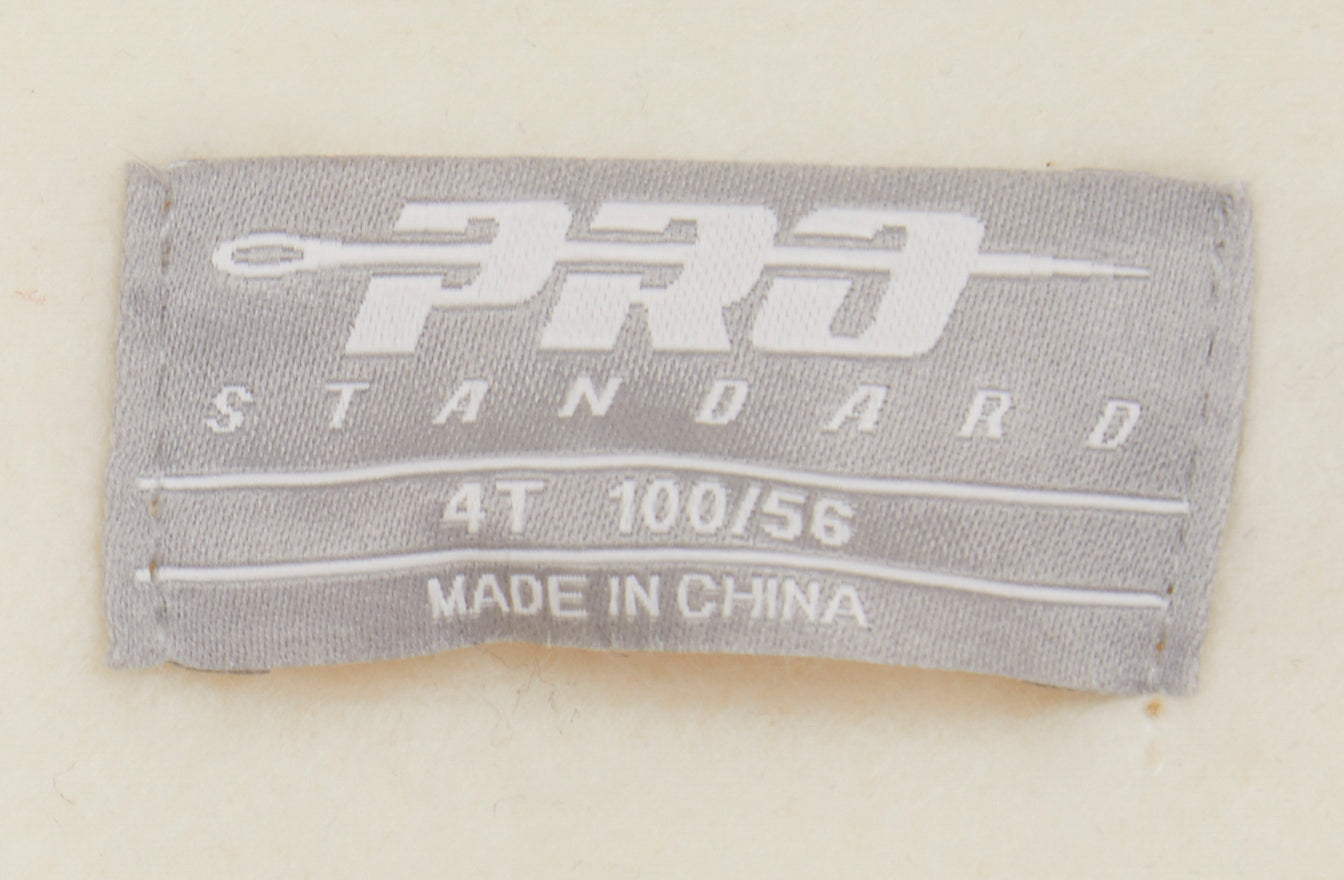 PRO
STANDARD
4T 100/56
MADE IN CHINA